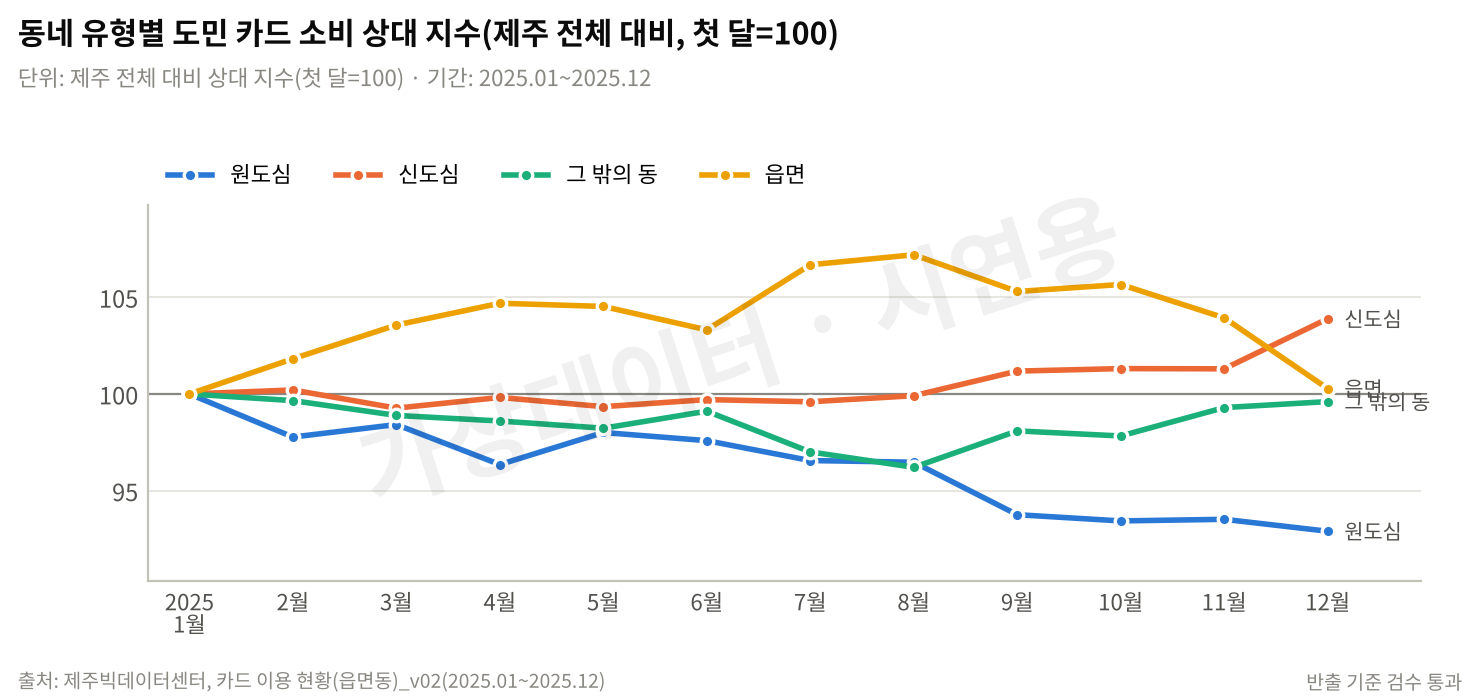 동네 유형별 도민 카드 소비 상대 지수(제주 전체 대비, 첫 달=100)
단위: 제주 전체 대비 상대 지수(첫 달=100) · 기간: 2025.01~2025.12
원도심 신도심 그 밖의 동 읍면
가상데이터 · 시연용
105
100
95
신도심
읍면
그 밖의 동
원도심
2025 2월 3월 4월 5월 6월 7월 8월 9월 10월 11월 12월
1월
출처: 제주빅데이터센터, 카드 이용 현황(읍면동)_v02(2025.01~2025.12)
반출 기준 검수 통과